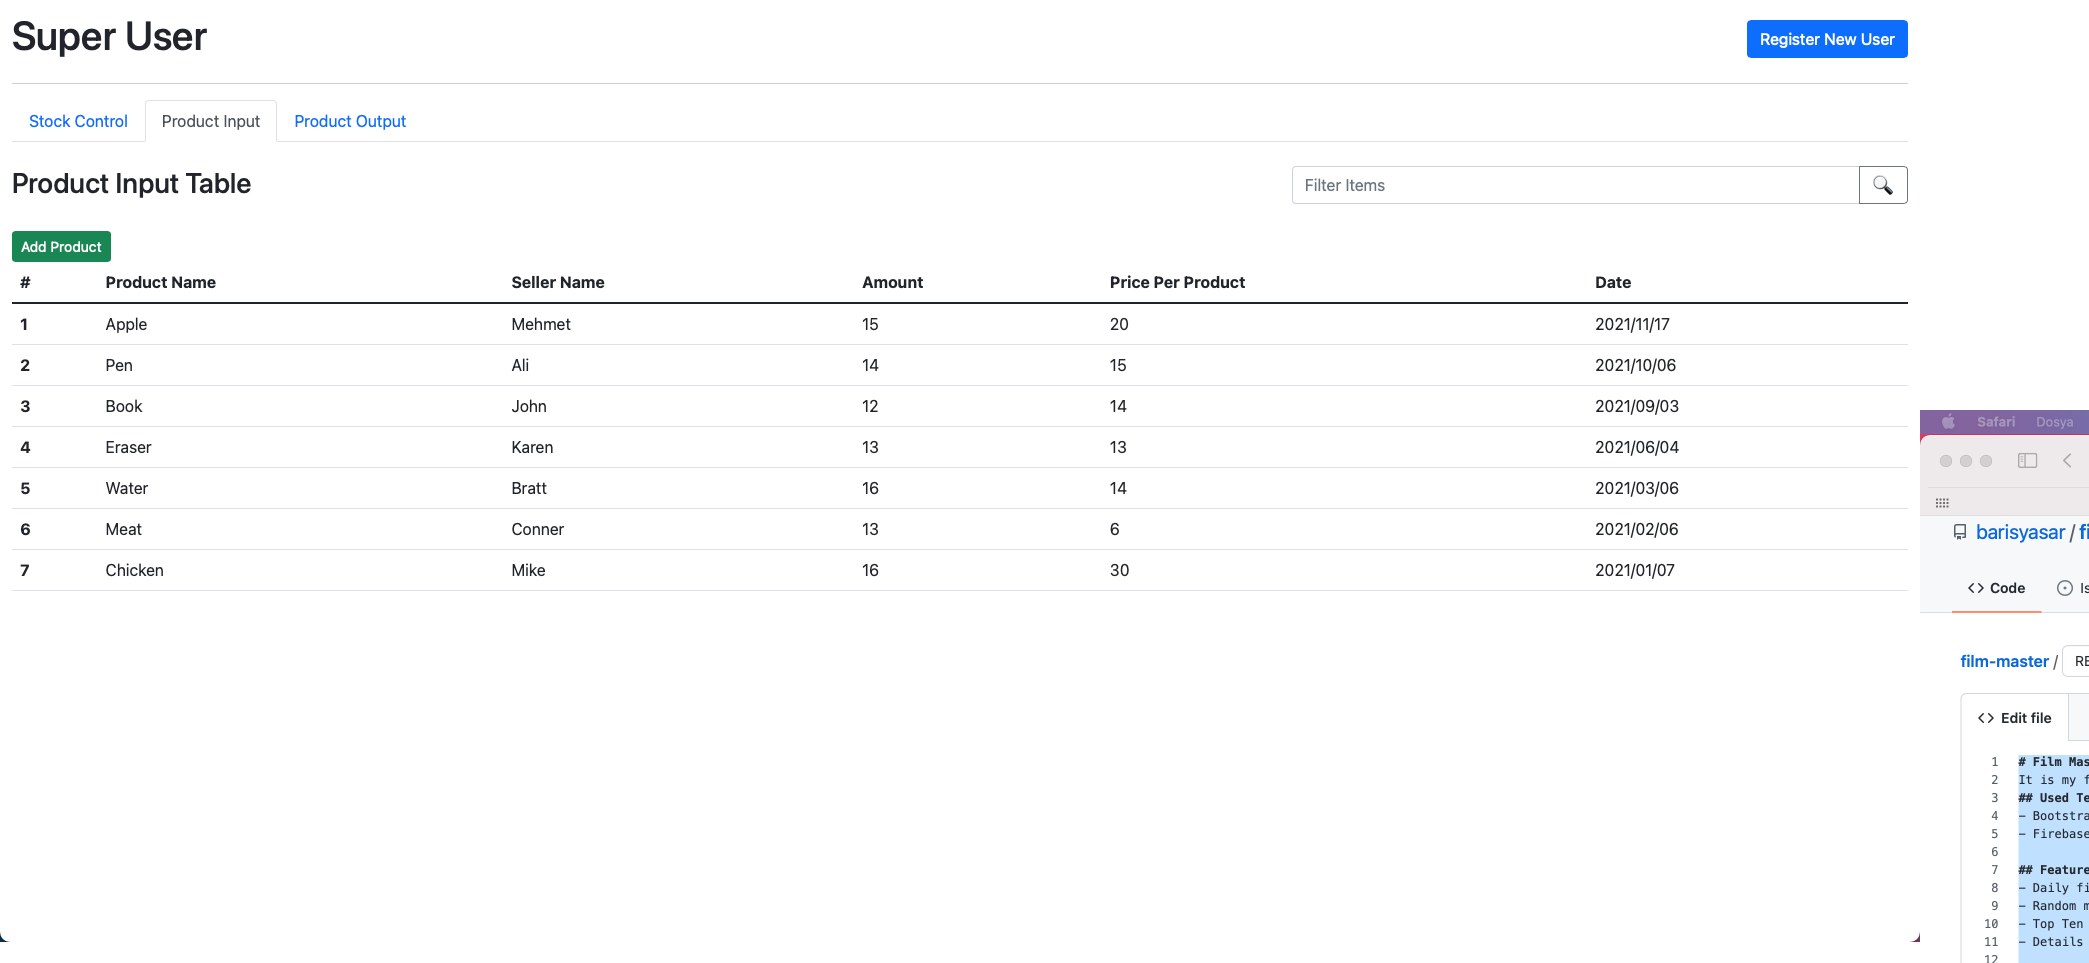 Super User
Register New User
Stock Control Product Input Product Output
Product Input Table
Filter Items
Add Product
# Product Name Seller Name Amount Price Per Product Date
1 Apple Mehmet 15 20 2021/11/17
2 Pen Ali 14 15 2021/10/06
3 Book John 12 14 2021/09/03
4 Eraser Karen 13 13 2021/06/04
5 Water Bratt 16 14 2021/03/06
6 Meat Conner 13 6 2021/02/06
7 Chicken Mike 16 30 2021/01/07
Safari Dosya
barisyasar / fi
<> Code Is
film-master / RE
<> Edit file
1 # Film Mas
2 It is my f
3 ## Used Te
4 - Bootstra
5 - Firebase
6
7 ## Feature
8 - Daily fi
9 - Random m
10 - Top Ten
11 - Details
12